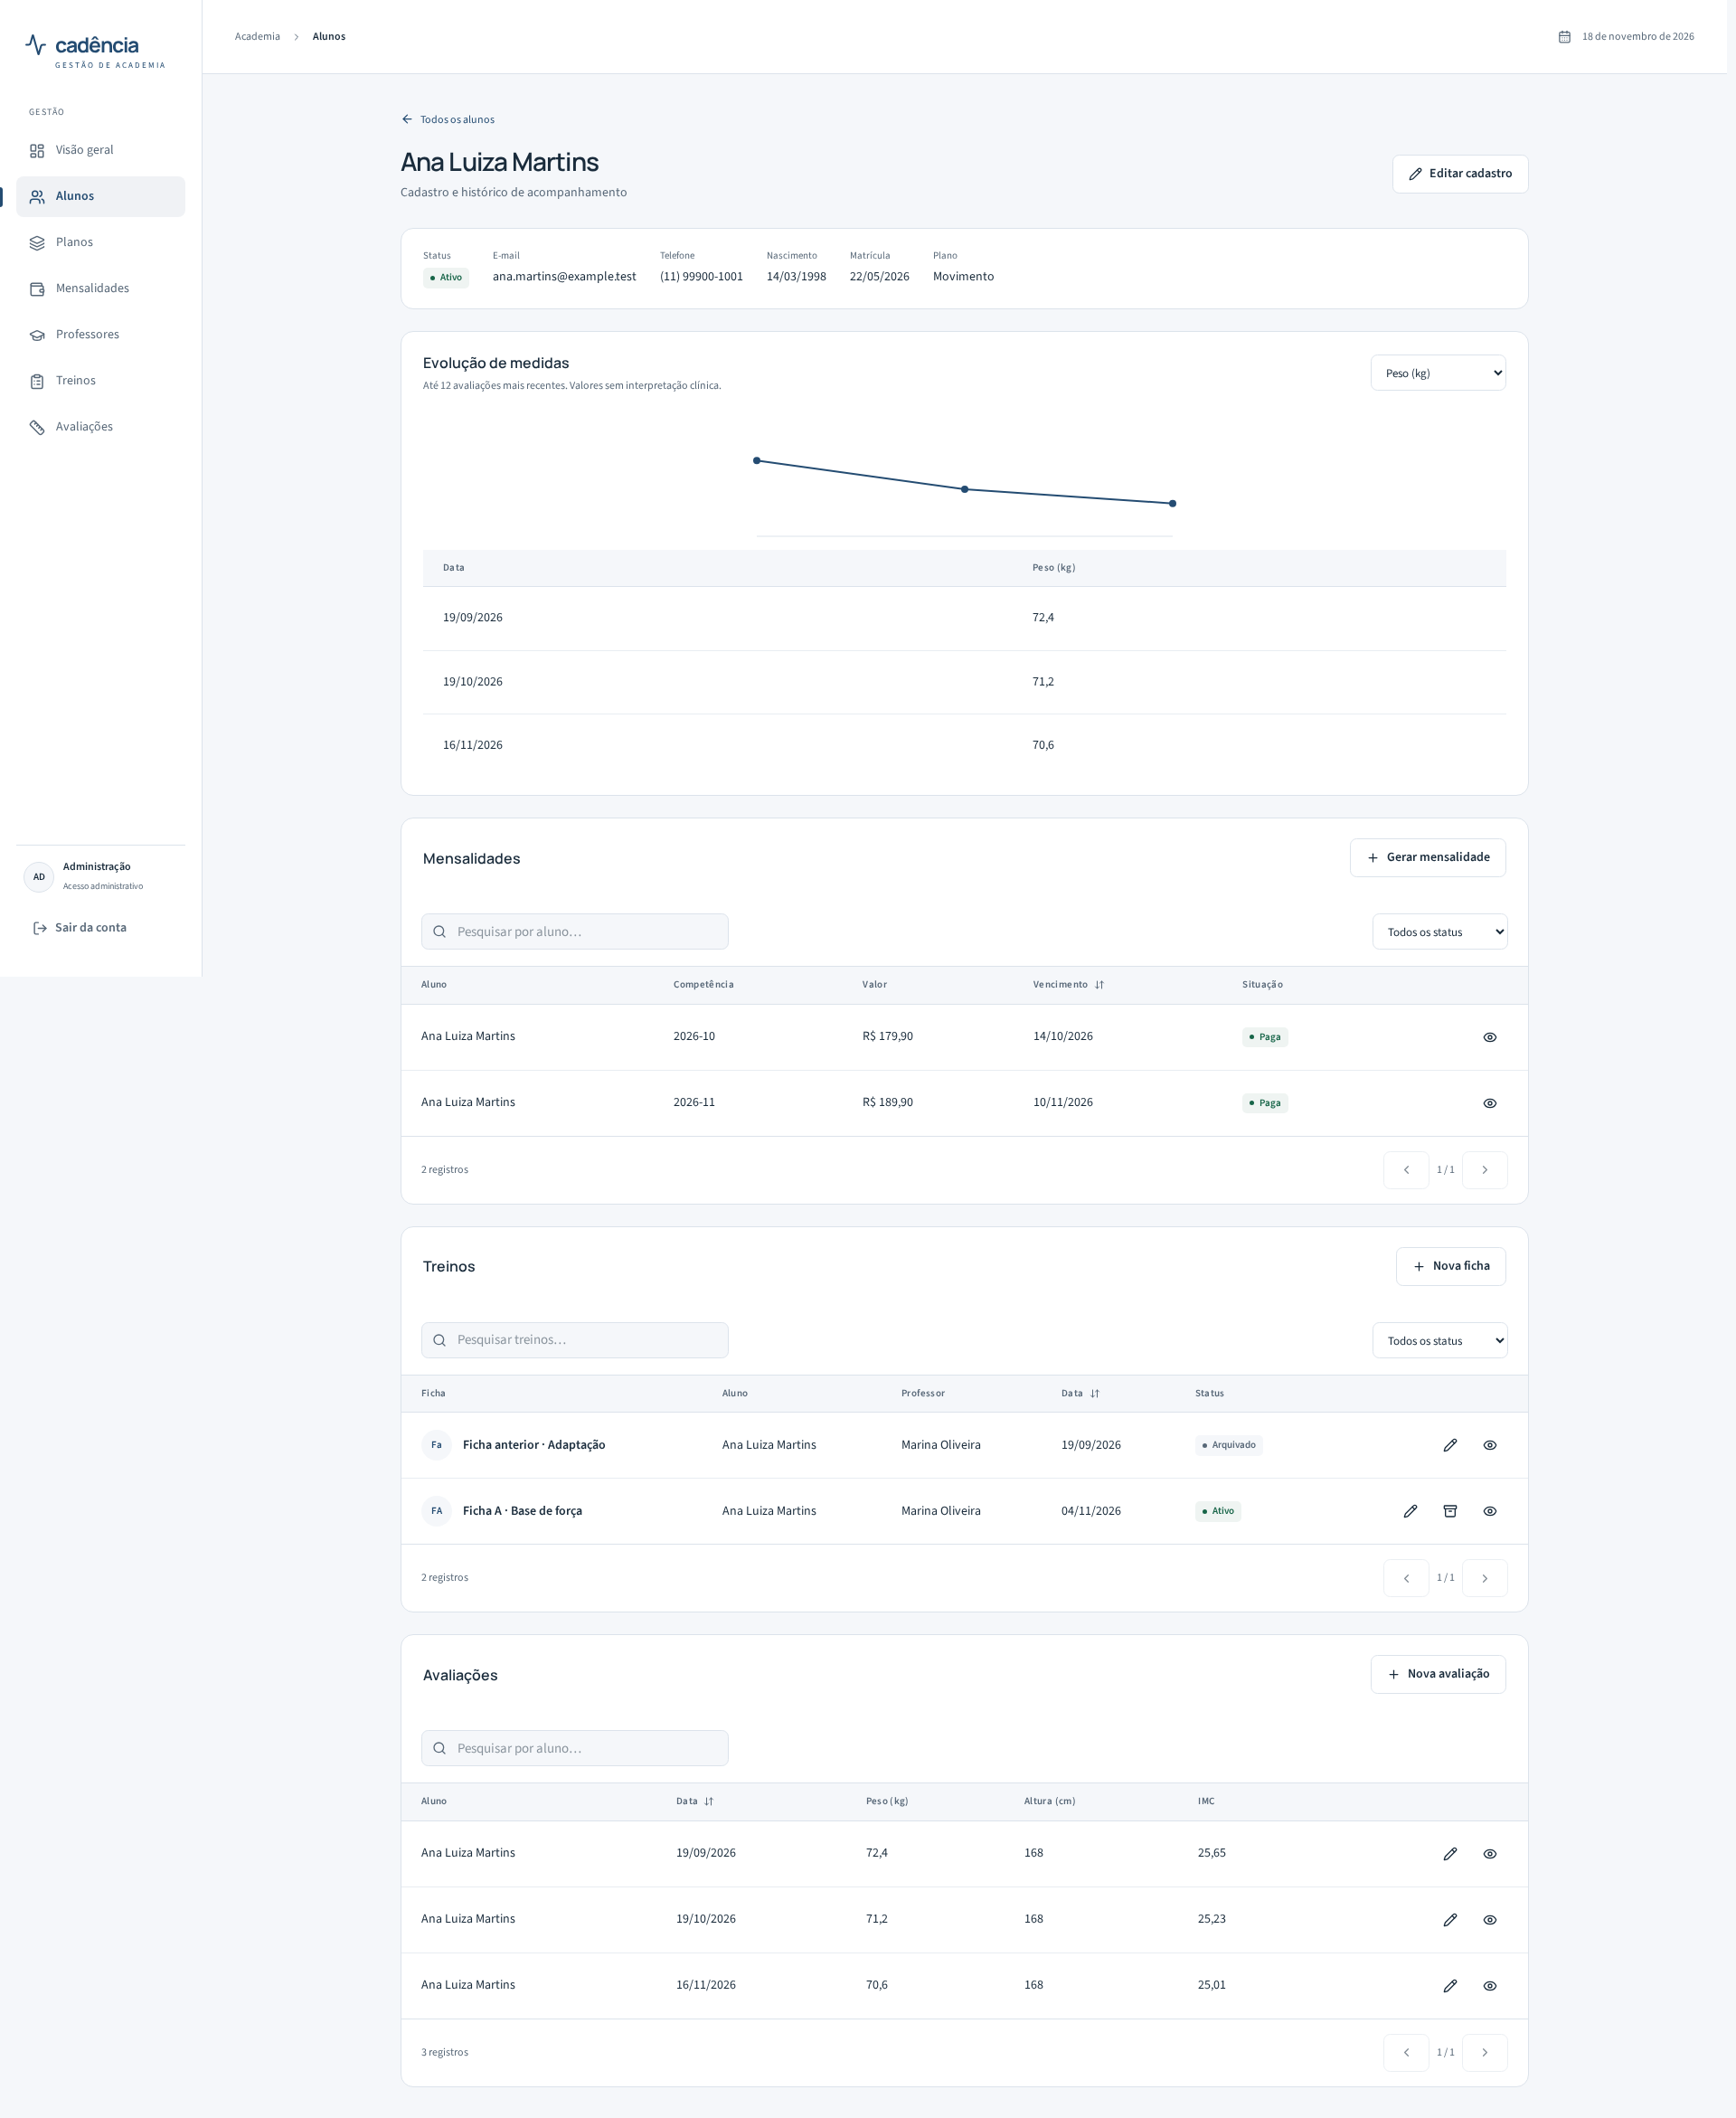 cadência
GESTÃO DE ACADEMIA
GESTÃO
Visão geral
Alunos
Planos
Mensalidades
Professores
Treinos
Avaliações
AD
Administração
Acesso administrativo
Sair da conta
Academia
Alunos
18 de novembro de 2026
Todos os alunos
Ana Luiza Martins
Cadastro e histórico de acompanhamento
Editar cadastro
Status E-mail Telefone Nascimento Matrícula Plano
Ativo ana.martins@example.test (11) 99900-1001 14/03/1998 22/05/2026 Movimento
Evolução de medidas
Até 12 avaliações mais recentes. Valores sem interpretação clínica.
Peso (kg)
Data Peso (kg)
19/09/2026 72,4
19/10/2026 71,2
16/11/2026 70,6
Mensalidades
Gerar mensalidade
Pesquisar por aluno…
Todos os status
Aluno Competência Valor Vencimento Situação
Ana Luiza Martins 2026-10 R$ 179,90 14/10/2026 Paga
Ana Luiza Martins 2026-11 R$ 189,90 10/11/2026 Paga
2 registros 1 / 1
Treinos
Nova ficha
Pesquisar treinos…
Todos os status
Ficha Aluno Professor Data Status
Fa Ficha anterior · Adaptação Ana Luiza Martins Marina Oliveira 19/09/2026 Arquivado
FA Ficha A · Base de força Ana Luiza Martins Marina Oliveira 04/11/2026 Ativo
2 registros 1 / 1
Avaliações
Nova avaliação
Pesquisar por aluno…
Aluno Data Peso (kg) Altura (cm) IMC
Ana Luiza Martins 19/09/2026 72,4 168 25,65
Ana Luiza Martins 19/10/2026 71,2 168 25,23
Ana Luiza Martins 16/11/2026 70,6 168 25,01
3 registros 1 / 1